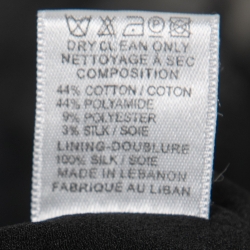 DRY CLEAN ONLY
NETTOYAGE À SEC
COMPOSITION
44% COTTON / COTON
44% POLYAMIDE
9% POLYESTER
3% SILK / SOIE
LINING-DOUBLURE
100% SILK / SOIE
MADE IN LEBANON
FABRIQUÉ AU LIBAN